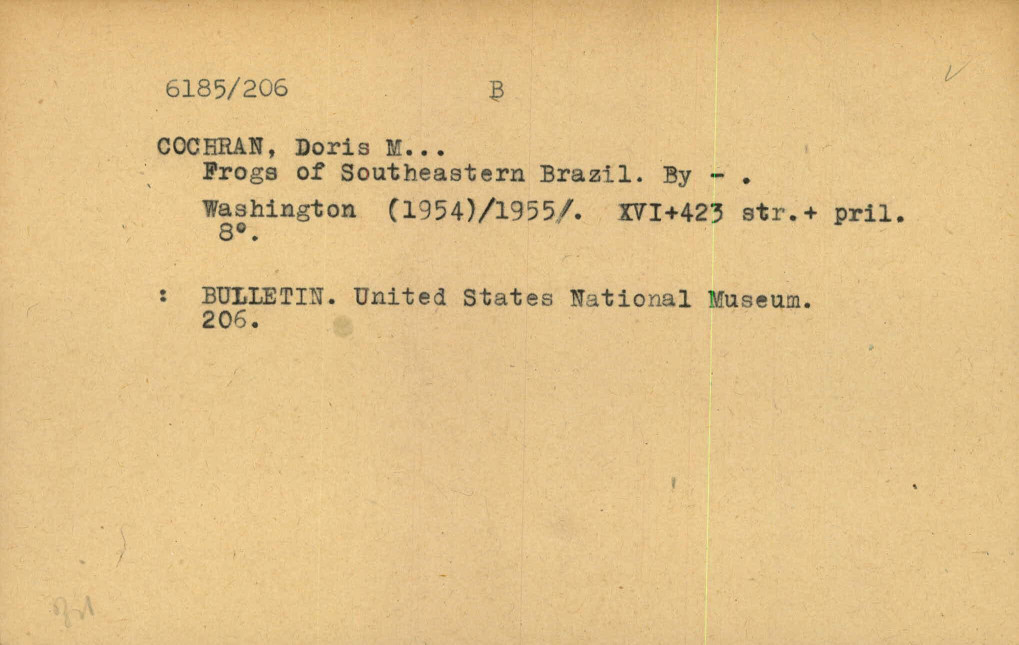 6185/206 B
COCHRAN, Doris M...
Frogs of Southeastern Brazil. By - .
Washington (1954)/1955/. XVI+423 str.+ pril.
8°.
: BULLETIN. United States National Museum.
206.